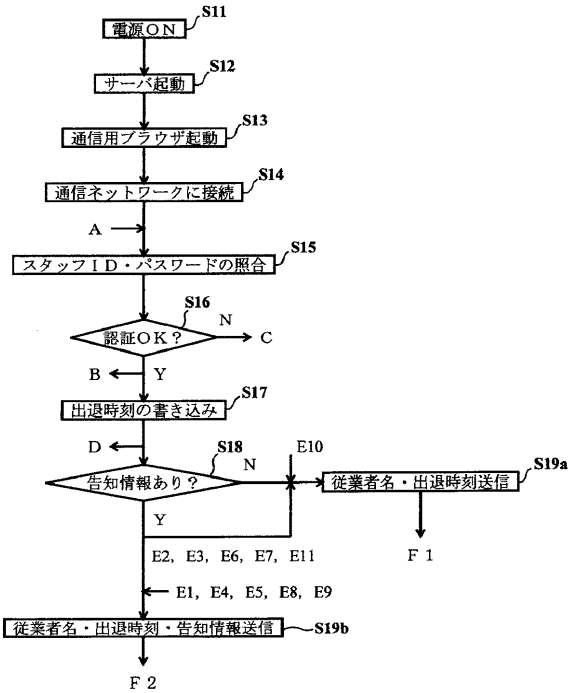 S11
電源ON
S12
サーバ起動
S13
通信用ブラウザ起動
S14
通信ネットワークに接続
A
S15
スタッフID・パスワードの照合
S16
認証OK？
N
C
B
Y
S17
出退時刻の書き込み
D
S18
告知情報あり？
N
E10
S19a
従業者名・出退時刻送信
Y
F1
E2, E3, E6, E7, E11
E1, E4, E5, E8, E9
従業者名・出退時刻・告知情報送信
S19b
F2